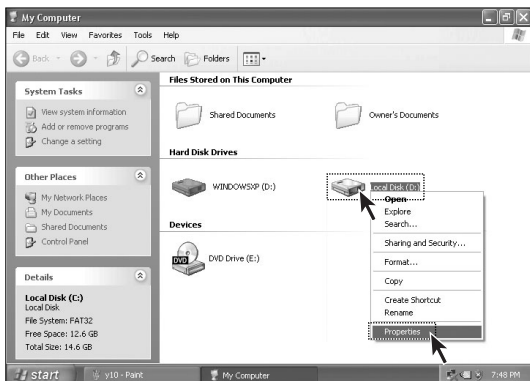 My Computer
File Edit View Favorites Tools Help
Back Search Folders
Files Stored on This Computer
System Tasks
View system information
Add or remove programs
Change a setting
Shared Documents
Owner's Documents
Hard Disk Drives
Other Places
My Network Places
My Documents
Shared Documents
Control Panel
WINDOWSXP (D:)
Local Disk (D:)
Open
Explore
Search...
Sharing and Security...
Format...
Copy
Create Shortcut
Rename
Properties
Devices
DVD
DVD Drive (E:)
Details
Local Disk (C:)
Local Disk
File System: FAT32
Free Space: 12.6 GB
Total Size: 14.6 GB
start y10 - Paint My Computer 7:48 PM